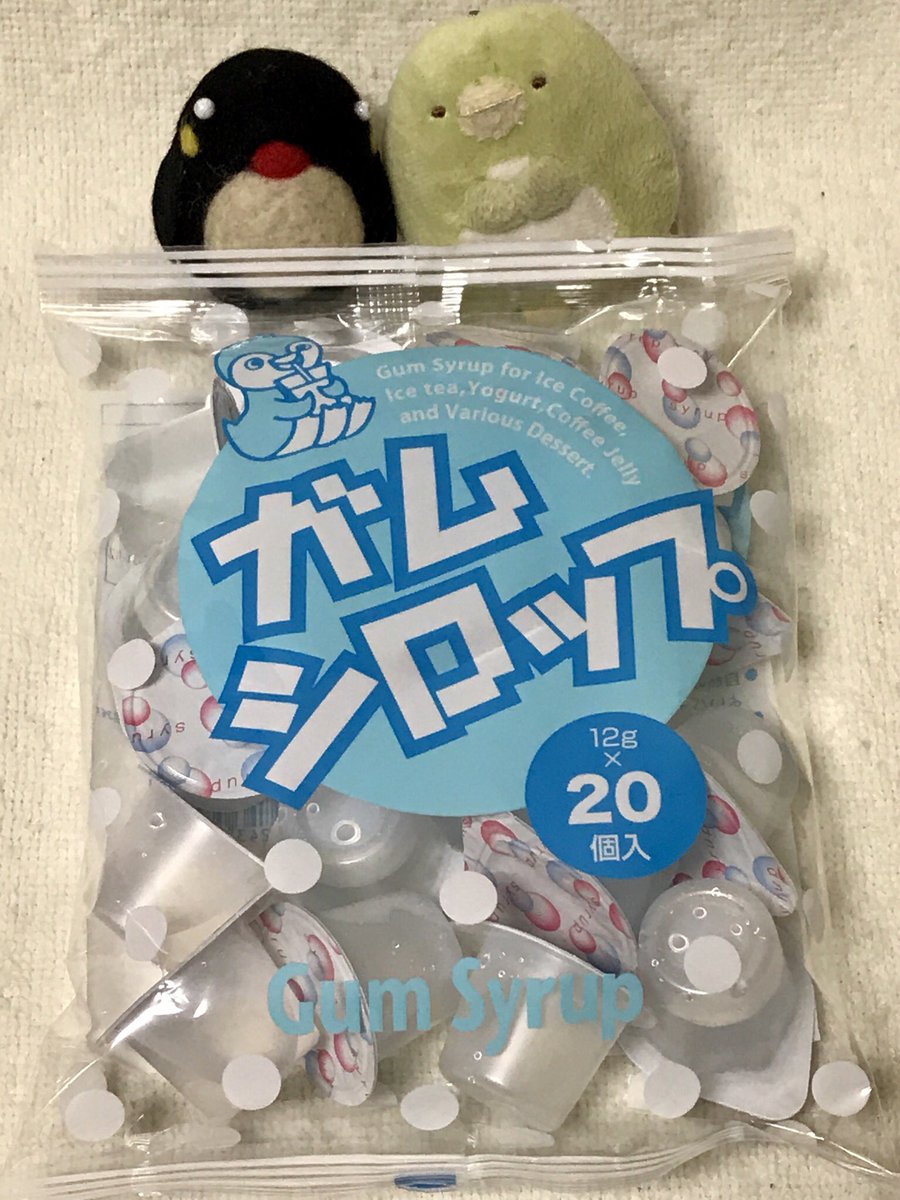 Gum Syrup for Ice Coffee,
Ice tea,Yogurt,Coffee Jelly
and Various Dessert.
ガム
シロップ
12g
×
20
個入
Gum Syrup
syrup